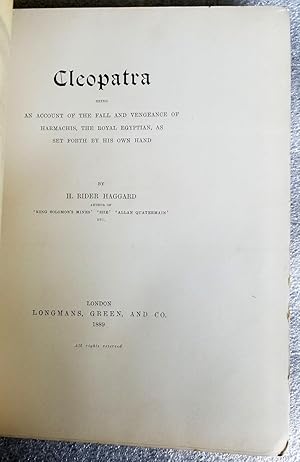 Cleopatra
BEING
AN ACCOUNT OF THE FALL AND VENGEANCE OF
HARMACHIS, THE ROYAL EGYPTIAN, AS
SET FORTH BY HIS OWN HAND
BY
H. RIDER HAGGARD
AUTHOR OF
"KING SOLOMON'S MINES" "SHE" "ALLAN QUATERMAIN"
ETC.
LONDON
LONGMANS, GREEN, AND CO.
1889
All rights reserved